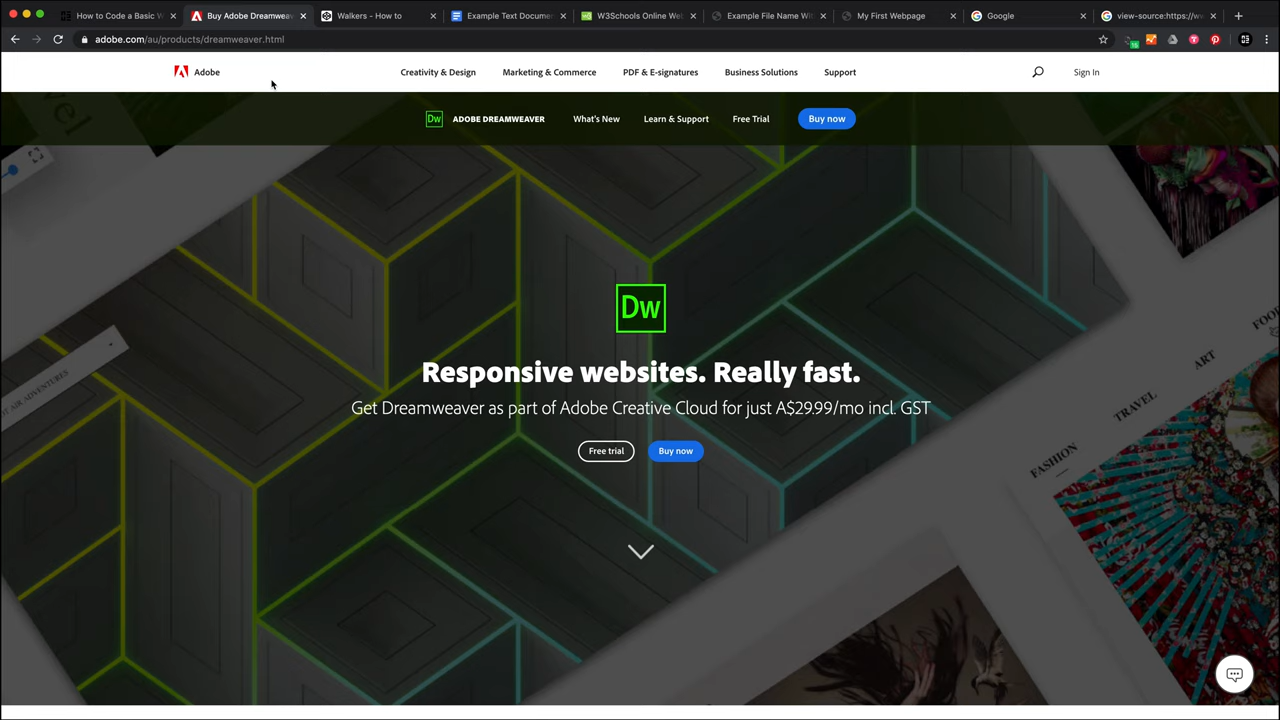 How to Code a Basic W
Buy Adobe Dreamweav
Walkers - How to
Example Text Docume
W3Schools Online We
Example File Name Wit
My First Webpage
Google
view-source:https://w
adobe.com/au/products/dreamweaver.html
Adobe
Creativity & Design
Marketing & Commerce
PDF & E-signatures
Business Solutions
Support
Sign In
Dw
ADOBE DREAMWEAVER
What's New
Learn & Support
Free Trial
Buy now
Dw
Responsive websites. Really fast.
Get Dreamweaver as part of Adobe Creative Cloud for just A$29.99/mo incl. GST
Free trial
Buy now
AIR ADVENTURES
FASHION
TRAVEL
ART